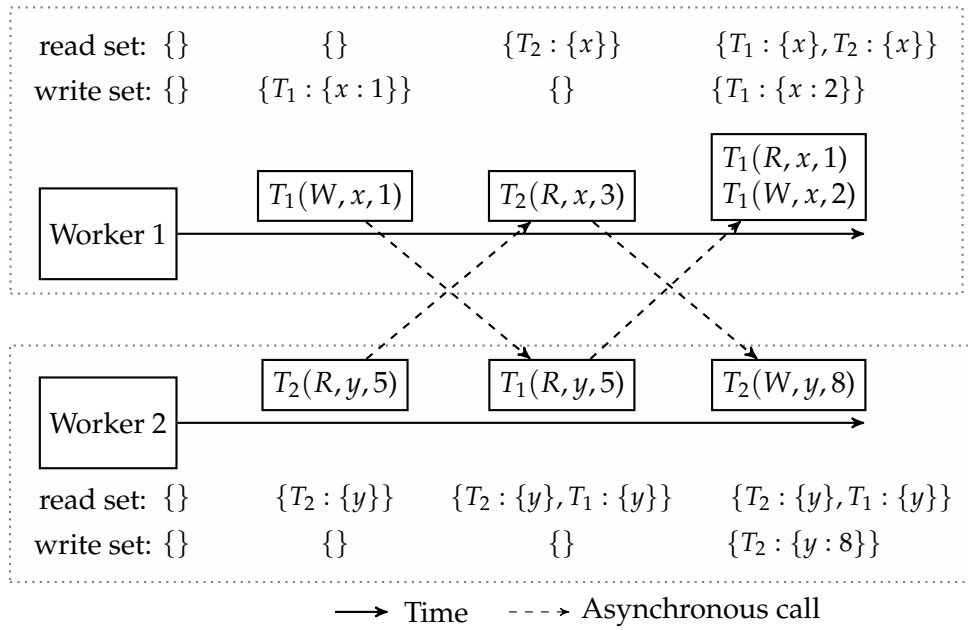 read set: {} {} {T₂ : {x}} {T₁ : {x}, T₂ : {x}}
write set: {} {T₁ : {x : 1}} {} {T₁ : {x : 2}}
T₁(R, x, 1)
T₁(W, x, 1) T₂(R, x, 3) T₁(W, x, 2)
Worker 1
T₂(R, y, 5) T₁(R, y, 5) T₂(W, y, 8)
Worker 2
read set: {} {T₂ : {y}} {T₂ : {y}, T₁ : {y}} {T₂ : {y}, T₁ : {y}}
write set: {} {} {} {T₂ : {y : 8}}
Time Asynchronous call